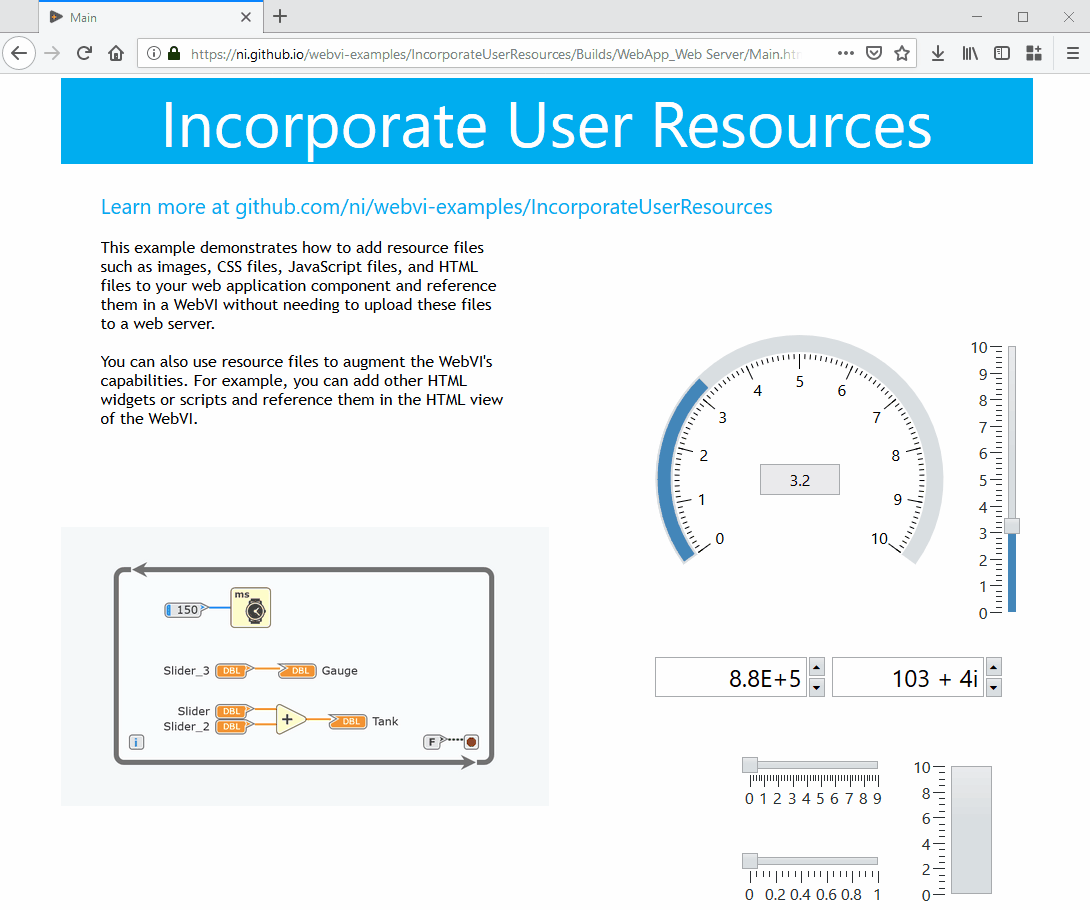 Main
https://ni.github.io/webvi-examples/IncorporateUserResources/Builds/WebApp_Web Server/Main.ht
Incorporate User Resources
Learn more at github.com/ni/webvi-examples/IncorporateUserResources
This example demonstrates how to add resource files
such as images, CSS files, JavaScript files, and HTML
files to your web application component and reference
them in a WebVI without needing to upload these files
to a web server.
You can also use resource files to augment the WebVI's
capabilities. For example, you can add other HTML
widgets or scripts and reference them in the HTML view
of the WebVI.
0 1 2 3 4 5 6 7 8 9 10
3.2
10
9
8
7
6
5
4
3
2
1
0
ms
150
Slider_3 DBL DBL Gauge
Slider DBL
Slider_2 DBL + DBL Tank
i F
8.8E+5 103 + 4i
0 1 2 3 4 5 6 7 8 9
0 0.2 0.4 0.6 0.8 1
10
8
6
4
2
0